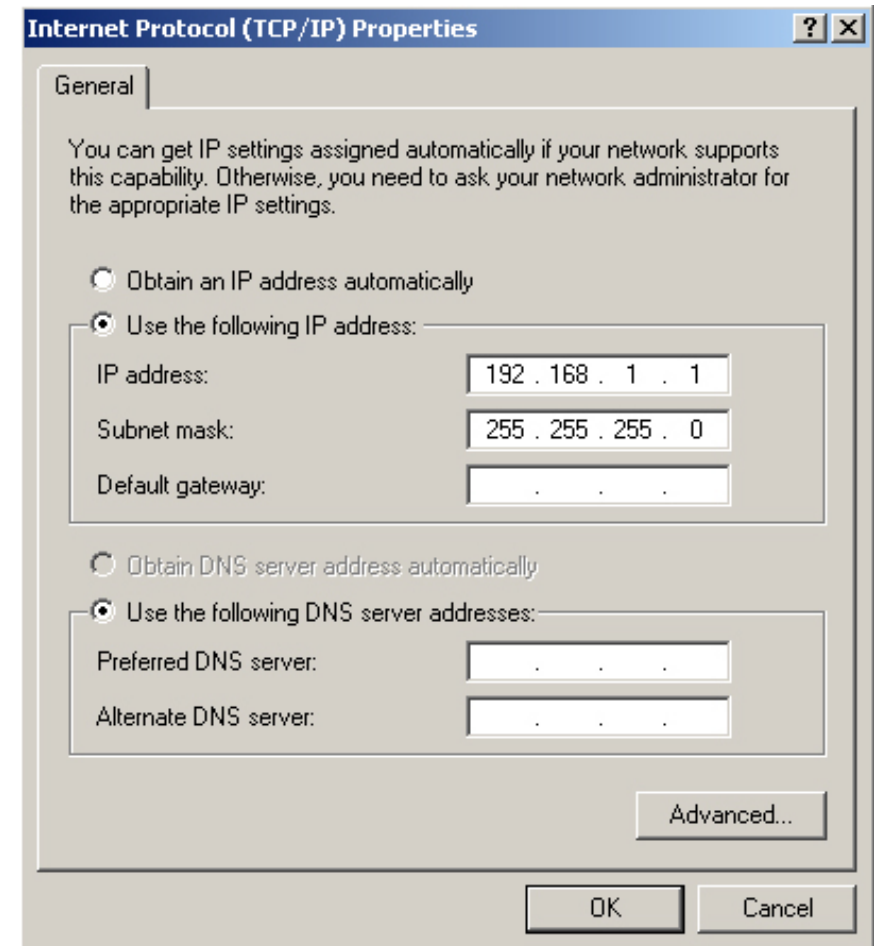 Internet Protocol (TCP/IP) Properties
General
You can get IP settings assigned automatically if your network supports
this capability. Otherwise, you need to ask your network administrator for
the appropriate IP settings.
Obtain an IP address automatically
Use the following IP address:
IP address: 192 . 168 . 1 . 1
Subnet mask: 255 . 255 . 255 . 0
Default gateway: . . .
Obtain DNS server address automatically
Use the following DNS server addresses:
Preferred DNS server: . . .
Alternate DNS server: . . .
Advanced...
OK Cancel